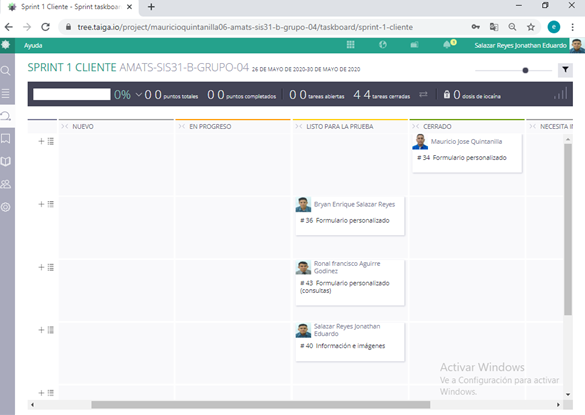 Sprint 1 Cliente - Sprint taskboar
tree.taiga.io/project/mauricioquintanilla06-amats-sis31-b-grupo-04/taskboard/sprint-1-cliente
Ayuda
1
Salazar Reyes Jonathan Eduardo
SPRINT 1 CLIENTE AMATS-SIS31-B-GRUPO-04 26 DE MAYO DE 2020-30 DE MAYO DE 2020
0% 0 0 puntos totales 0 0 puntos completados 0 0 tareas abiertas 4 4 tareas cerradas 0 dosis de iocaína
NUEVO
EN PROGRESO
LISTO PARA LA PRUEBA
CERRADO
NECESITA IN
Mauricio Jose Quintanilla
# 34 Formulario personalizado
Bryan Enrique Salazar Reyes
# 36 Formulario personalizado
Ronal francisco Aguirre
Godinez
# 43 Formulario personalizado
(consultas)
Salazar Reyes Jonathan
Eduardo
# 40 Información e imágenes
Activar Windows
Ve a Configuración para activar
Windows.